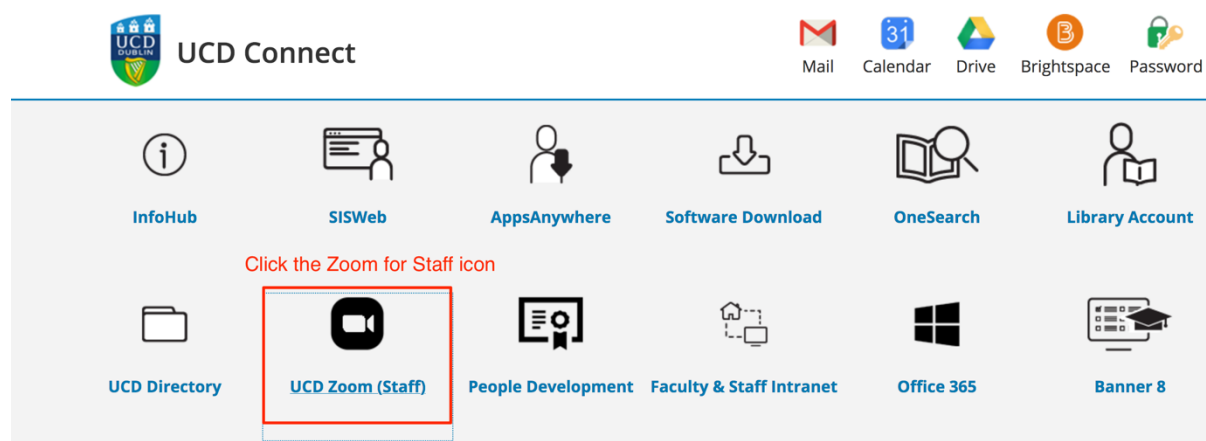 UCD
DUBLIN
UCD Connect
31
B
Mail Calendar Drive Brightspace Password
InfoHub SISWeb AppsAnywhere Software Download OneSearch Library Account
Click the Zoom for Staff icon
UCD Directory UCD Zoom (Staff) People Development Faculty & Staff Intranet Office 365 Banner 8